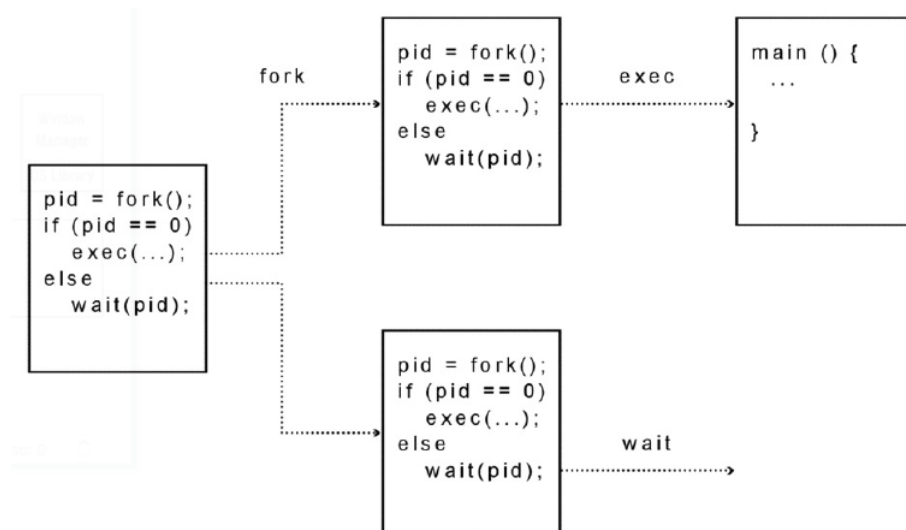 fork
pid = fork();
if (pid == 0)
exec(...);
else
wait(pid);
exec
main () {
...
}
pid = fork();
if (pid == 0)
exec(...);
else
wait(pid);
pid = fork();
if (pid == 0)
exec(...);
else
wait(pid);
wait